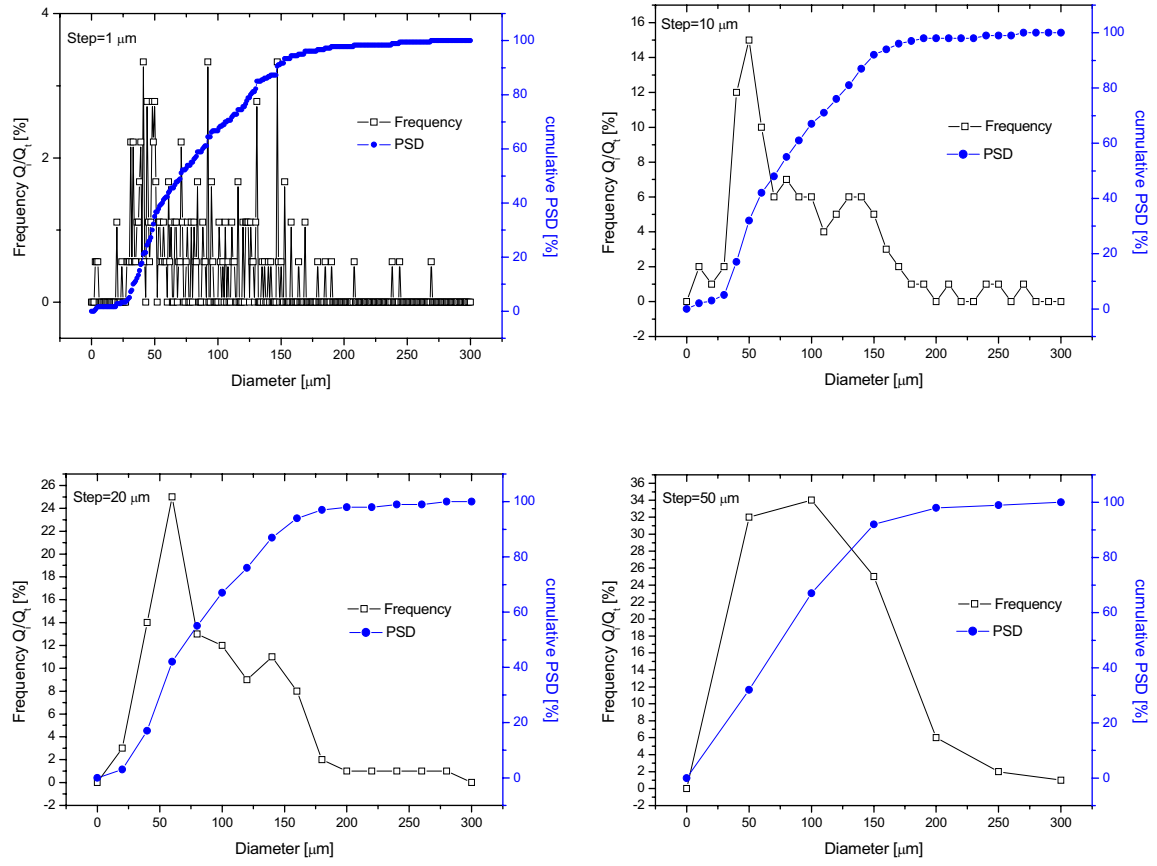 Step=1 μm
Frequency Q_i/Q_t [%]
4
2
0
Frequency
PSD
100
80
60
40
20
0
cumulative PSD [%]
0 50 100 150 200 250 300
Diameter [μm]
Step=10 μm
Frequency Q_i/Q_t [%]
16
14
12
10
8
6
4
2
0
-2
Frequency
PSD
100
80
60
40
20
0
cumulative PSD [%]
0 50 100 150 200 250 300
Diameter [μm]
Step=20 μm
Frequency Q_i/Q_t [%]
26
24
22
20
18
16
14
12
10
8
6
4
2
0
-2
Frequency
PSD
100
80
60
40
20
0
cumulative PSD [%]
0 50 100 150 200 250 300
Diameter [μm]
Step=50 μm
Frequency Q_i/Q_t [%]
36
34
32
30
28
26
24
22
20
18
16
14
12
10
8
6
4
2
0
-2
Frequency
PSD
100
80
60
40
20
0
cumulative PSD [%]
0 50 100 150 200 250 300
Diameter [μm]